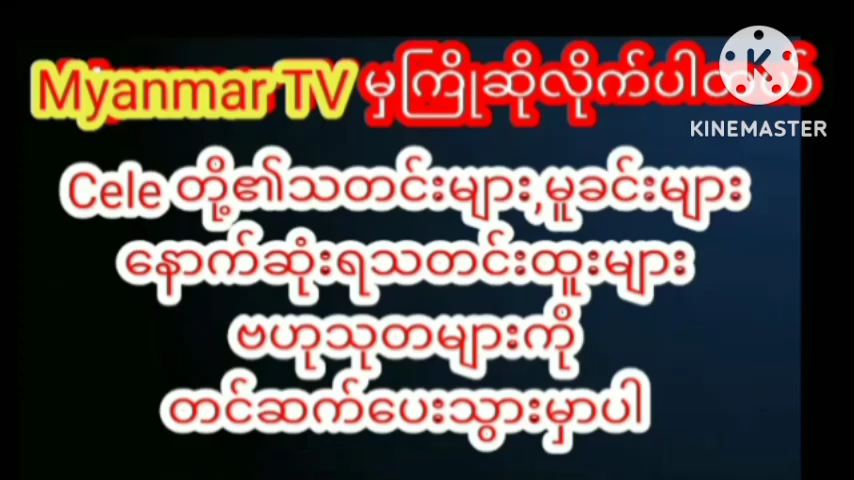 Myanmar TV မှကြိုဆိုလိုက်ပါတယ်
KINEMASTER
Cele တို့၏သတင်းများ,မူခင်းများ
နောက်ဆုံးရသတင်းထူးများ
ဗဟုသုတများကို
တင်ဆက်ပေးသွားမှာပါ